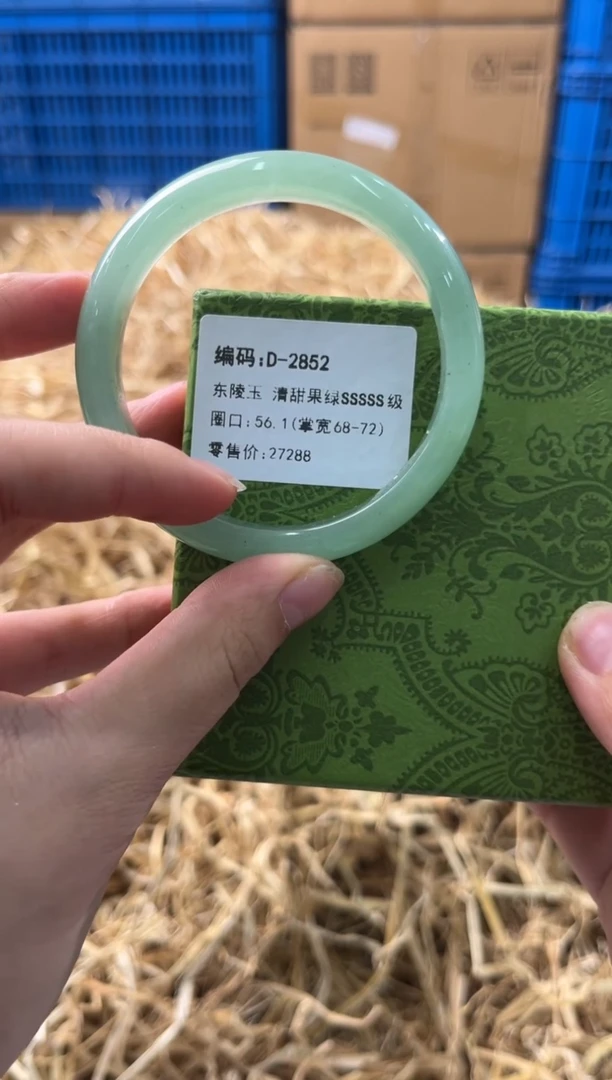 编码:D-2852
东陵玉 清甜果绿SSSSS级
圈口:56.1(掌宽68-72)
零售价:27288